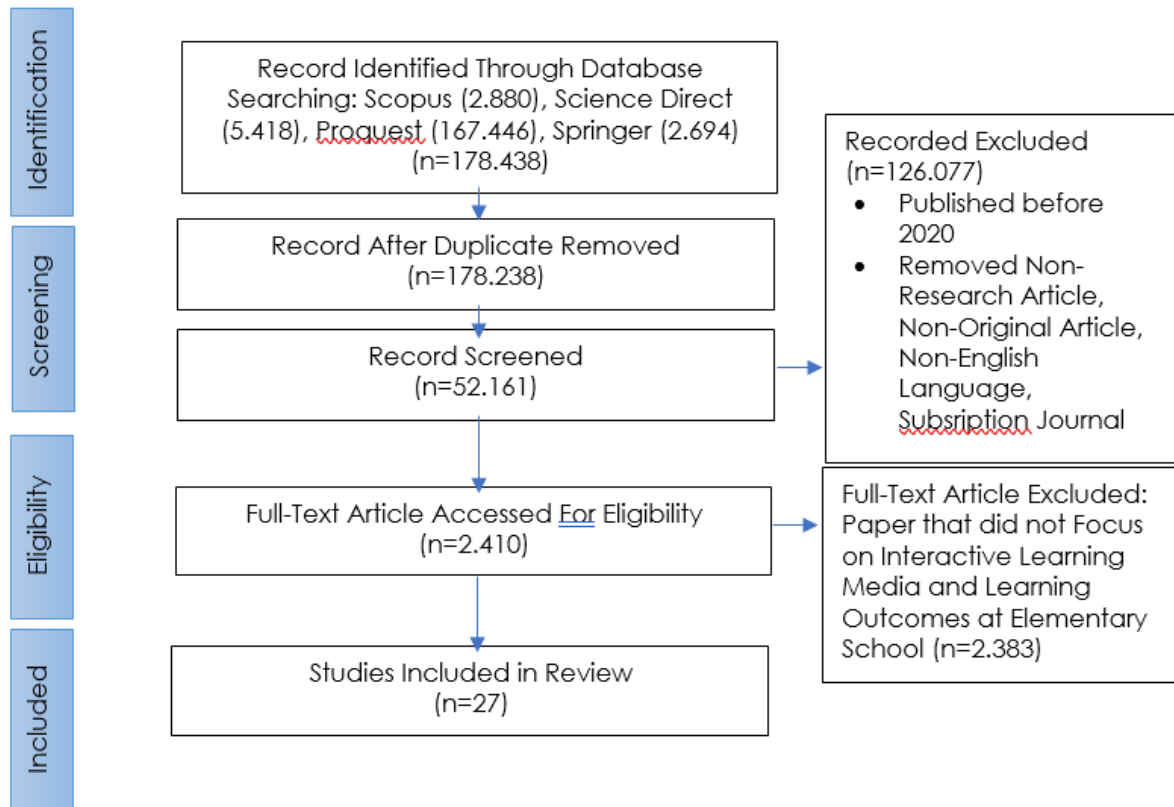 Identification
Record Identified Through Database
Searching: Scopus (2.880), Science Direct
(5.418), Proquest (167.446), Springer (2.694)
(n=178.438)
Recorded Excluded
(n=126.077)
• Published before
2020
• Removed Non-
Research Article,
Non-Original Article,
Non-English
Language,
Subsription Journal
Screening
Record After Duplicate Removed
(n=178.238)
Record Screened
(n=52.161)
Eligibility
Full-Text Article Accessed For Eligibility
(n=2.410)
Full-Text Article Excluded:
Paper that did not Focus
on Interactive Learning
Media and Learning
Outcomes at Elementary
School (n=2.383)
Included
Studies Included in Review
(n=27)